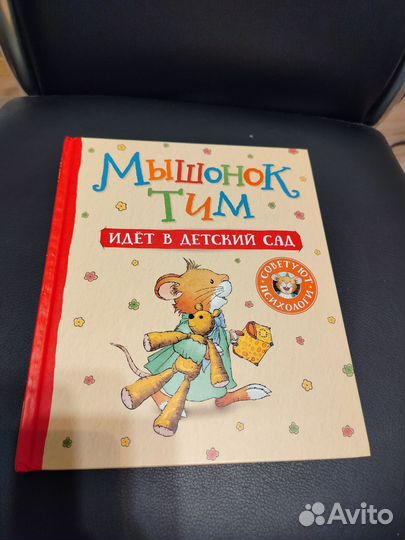 Мышонок
Тим
ИДЁТ В ДЕТСКИЙ САД
СОВЕТУЮТ
ПСИХОЛОГИ
Avito